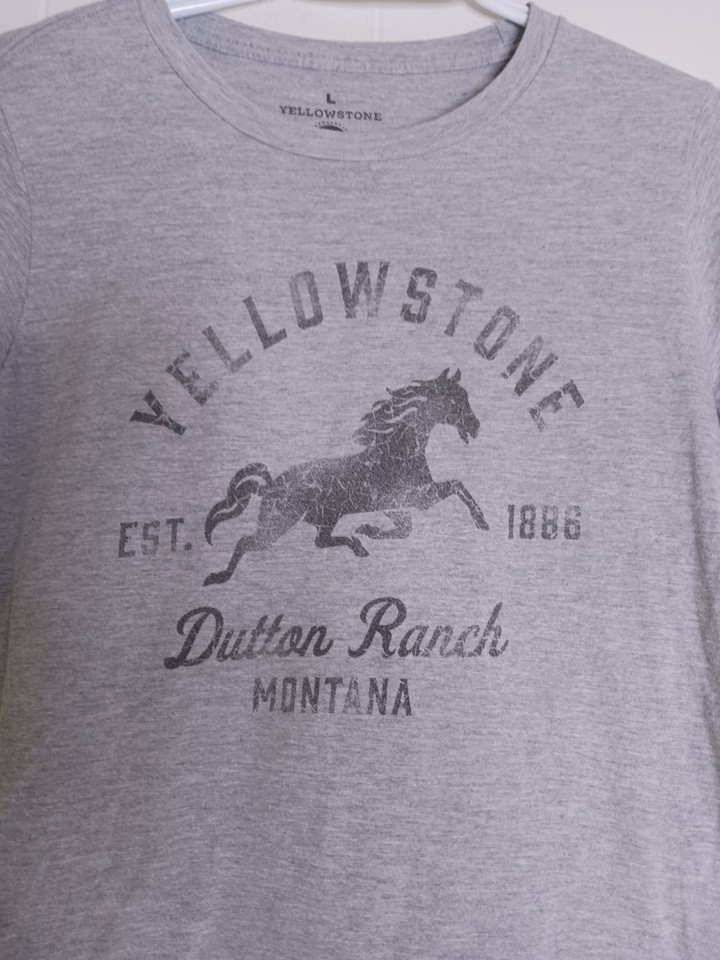 L
YELLOWSTONE
YELLOWSTONE
EST. 1886
Dutton Ranch
MONTANA